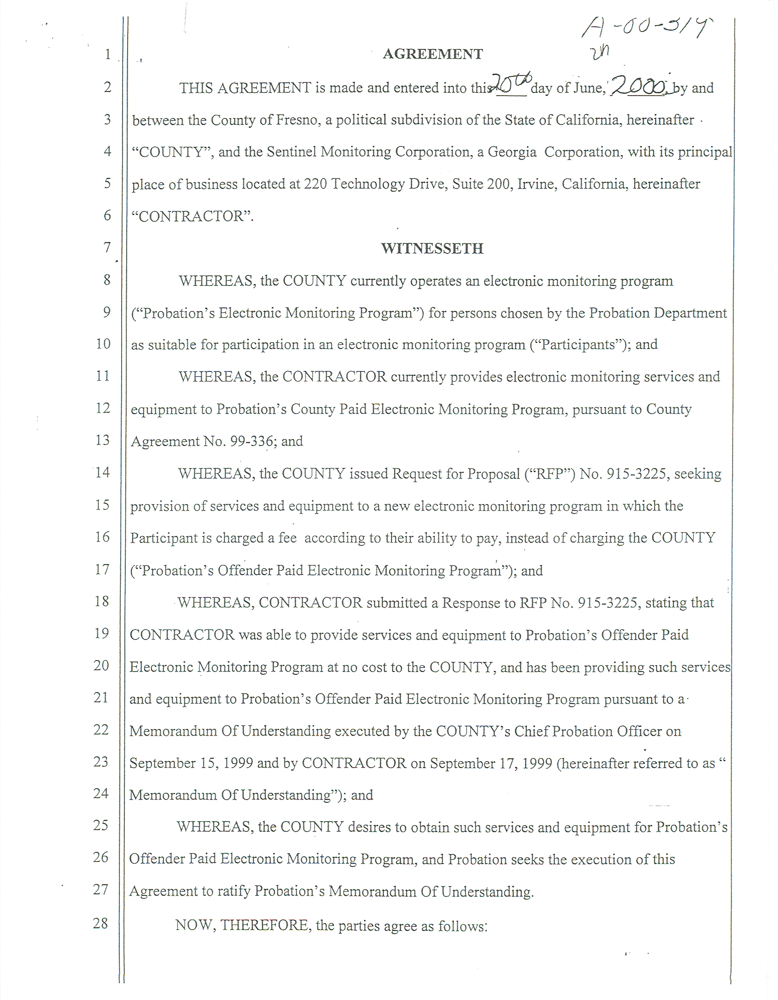 A-00-314
1 AGREEMENT
2 THIS AGREEMENT is made and entered into this 20th day of June, 2000, by and
3 between the County of Fresno, a political subdivision of the State of California, hereinafter
4 “COUNTY”, and the Sentinel Monitoring Corporation, a Georgia Corporation, with its principal
5 place of business located at 220 Technology Drive, Suite 200, Irvine, California, hereinafter
6 “CONTRACTOR”.
7 WITNESSETH
8 WHEREAS, the COUNTY currently operates an electronic monitoring program
9 (“Probation’s Electronic Monitoring Program”) for persons chosen by the Probation Department
10 as suitable for participation in an electronic monitoring program (“Participants”); and
11 WHEREAS, the CONTRACTOR currently provides electronic monitoring services and
12 equipment to Probation’s County Paid Electronic Monitoring Program, pursuant to County
13 Agreement No. 99-336; and
14 WHEREAS, the COUNTY issued Request for Proposal (“RFP”) No. 915-3225, seeking
15 provision of services and equipment to a new electronic monitoring program in which the
16 Participant is charged a fee according to their ability to pay, instead of charging the COUNTY
17 (“Probation’s Offender Paid Electronic Monitoring Program”); and
18 WHEREAS, CONTRACTOR submitted a Response to RFP No. 915-3225, stating that
19 CONTRACTOR was able to provide services and equipment to Probation’s Offender Paid
20 Electronic Monitoring Program at no cost to the COUNTY, and has been providing such services
21 and equipment to Probation’s Offender Paid Electronic Monitoring Program pursuant to a
22 Memorandum Of Understanding executed by the COUNTY’s Chief Probation Officer on
23 September 15, 1999 and by CONTRACTOR on September 17, 1999 (hereinafter referred to as “
24 Memorandum Of Understanding”); and
25 WHEREAS, the COUNTY desires to obtain such services and equipment for Probation’s
26 Offender Paid Electronic Monitoring Program, and Probation seeks the execution of this
27 Agreement to ratify Probation’s Memorandum Of Understanding.
28 NOW, THEREFORE, the parties agree as follows: